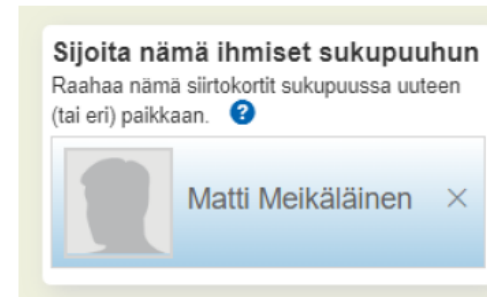 Sijoita nämä ihmiset sukupuuhun
Raahaa nämä siirtokortit sukupuussa uuteen
(tai eri) paikkaan. ?
Matti Meikäläinen ×